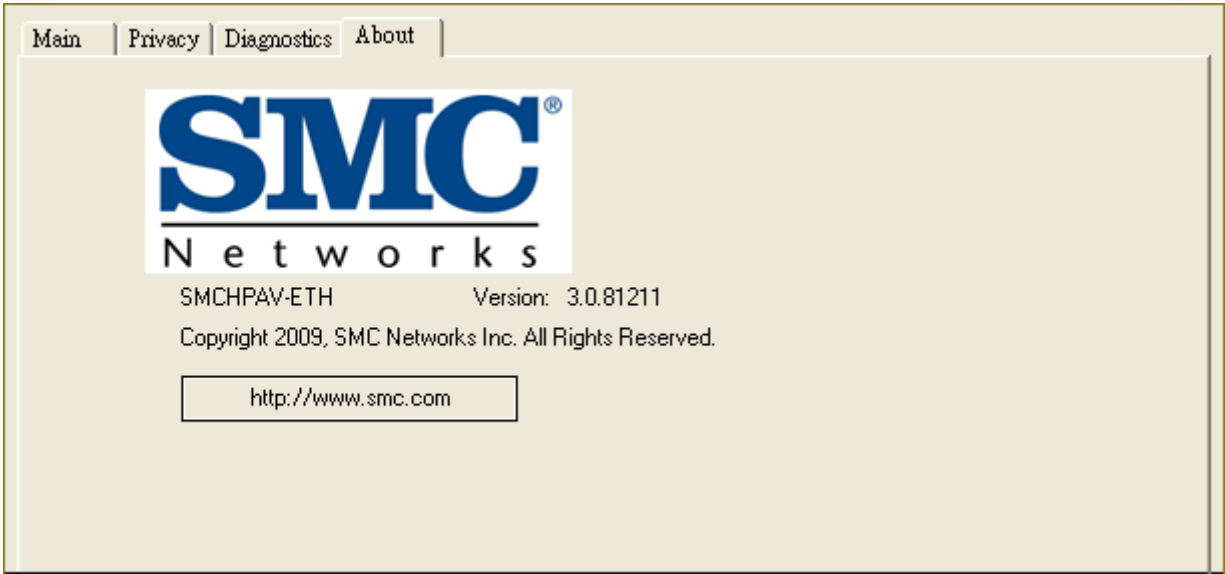 Main Privacy Diagnostics About
SMC®
Networks
SMCHPAV-ETH Version: 3.0.81211
Copyright 2009, SMC Networks Inc. All Rights Reserved.
http://www.smc.com